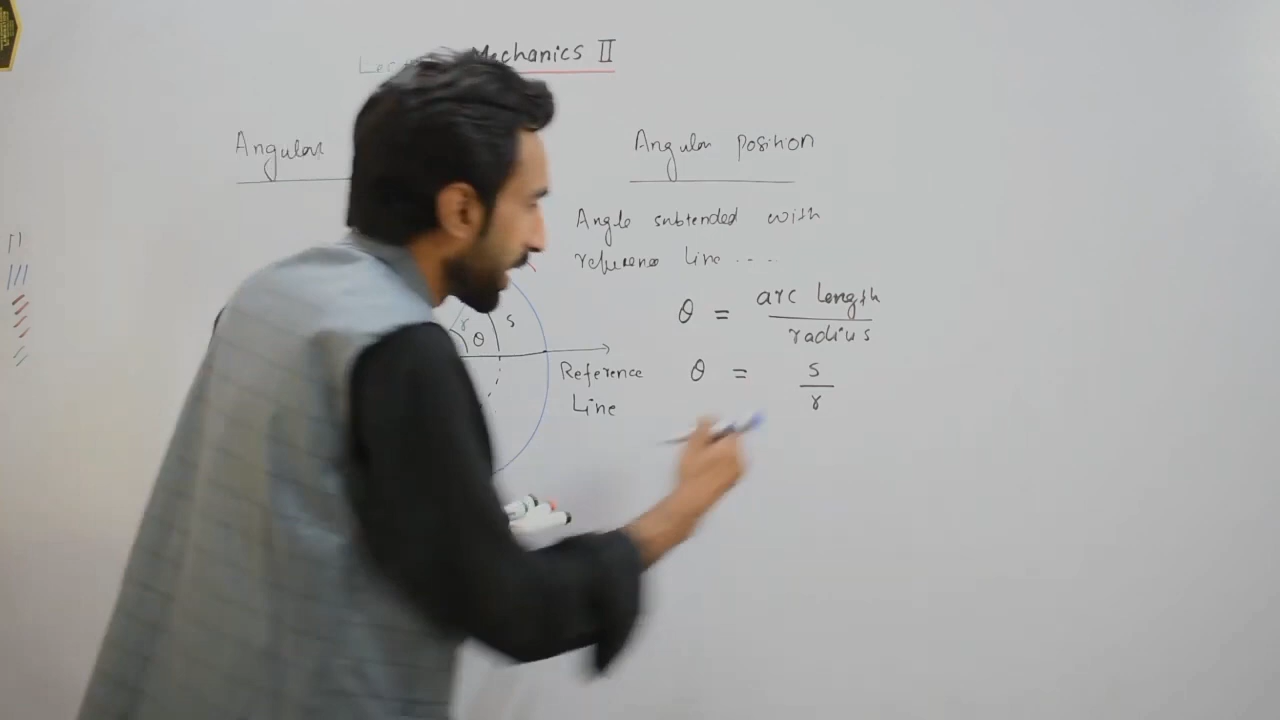 Mechanics II
Angular
Angular position
Angle subtended with
reference Line ....
θ = arc length
radius
θ = s
r
r θ s
Reference
Line